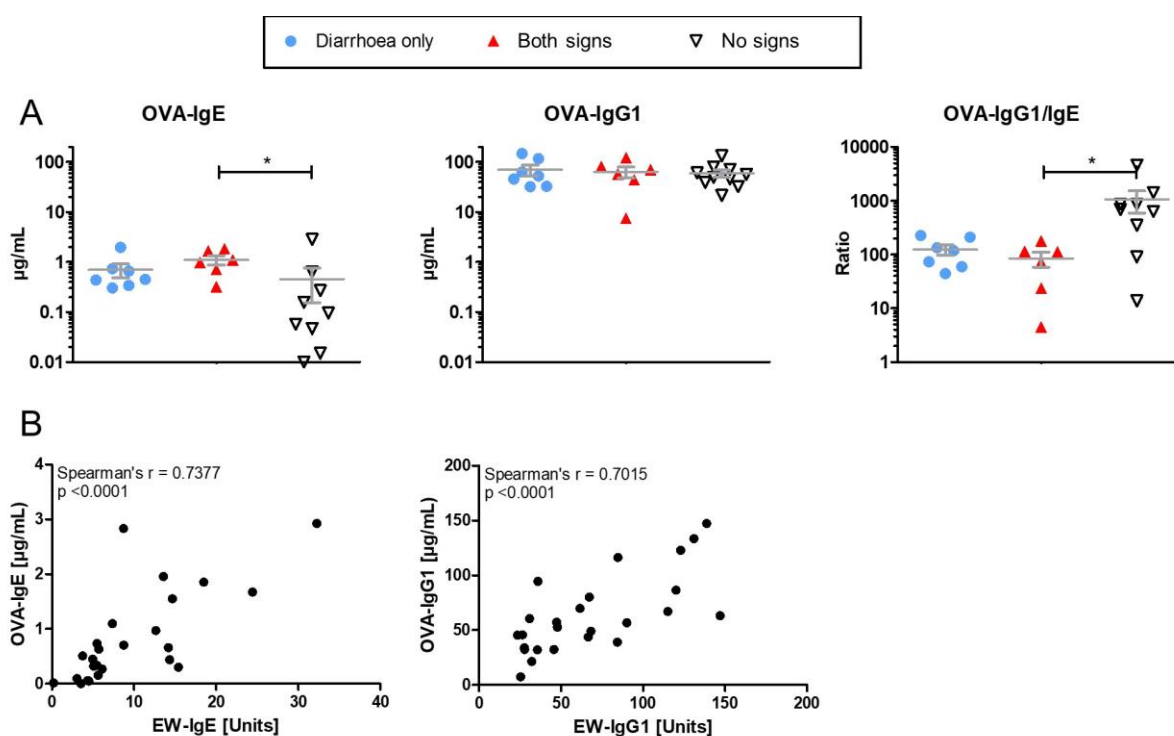 Diarrhoea only Both signs No signs
A
OVA-IgE OVA-IgG1 OVA-IgG1/IgE
µg/mL
100
10
1
0.1
0.01
*
µg/mL
100
10
1
0.1
0.01
Ratio
10000
1000
100
10
1
*
B
Spearman's r = 0.7377
p <0.0001
OVA-IgE [µg/mL)
4
3
2
1
0
0 10 20 30 40
EW-IgE [Units]
Spearman's r = 0.7015
p <0.0001
OVA-IgG1 (µg/mL]
200
150
100
50
0
0 50 100 150 200
EW-IgG1 [Units]